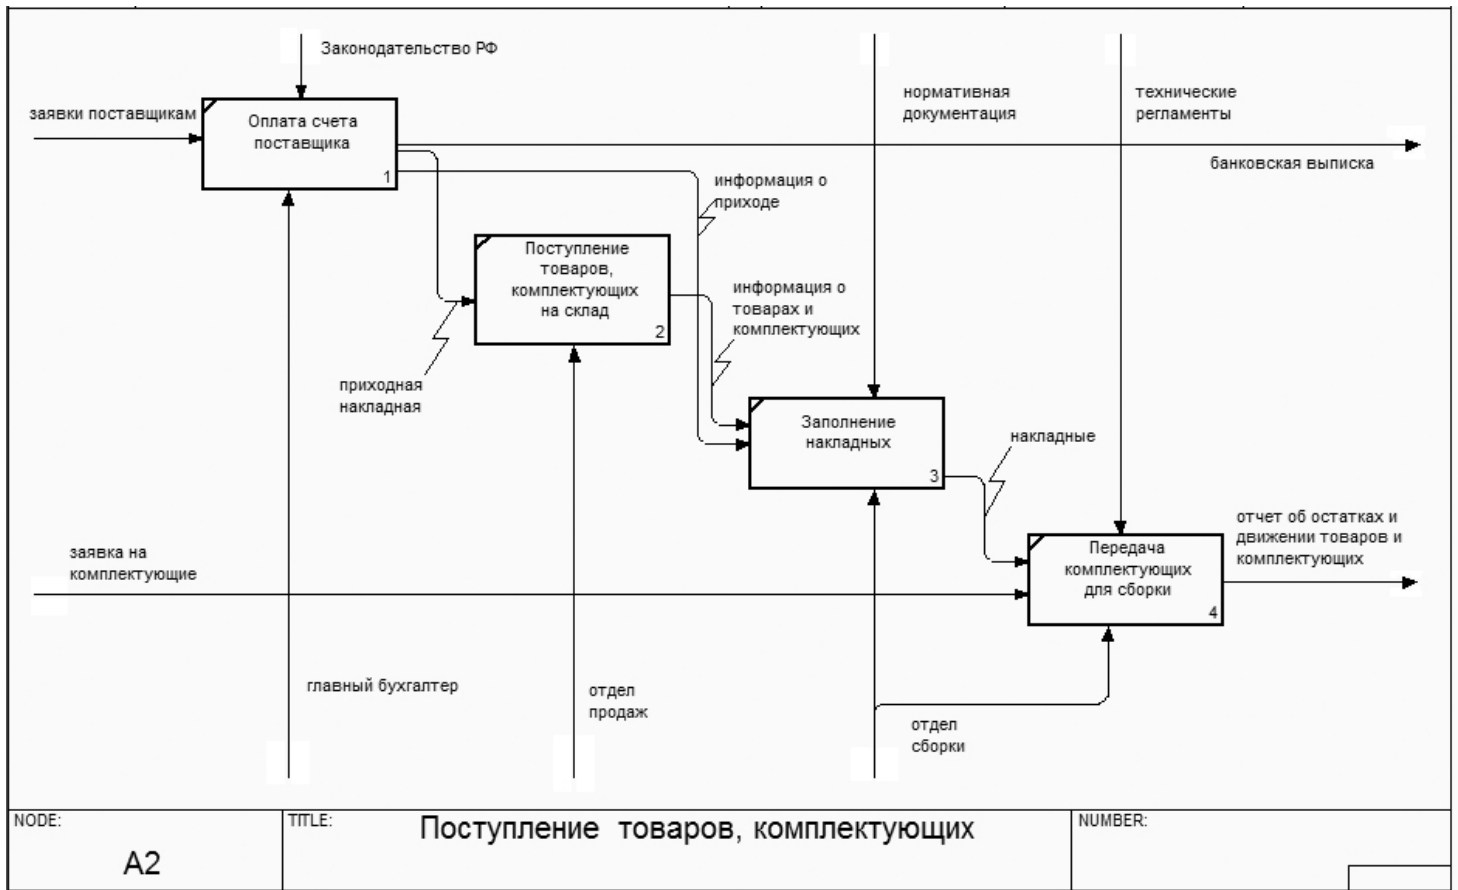 Законодательство РФ
заявки поставщикам
Оплата счета
поставщика
1
нормативная
документация
технические
регламенты
банковская выписка
информация о
приходе
Поступление
товаров,
комплектующих
на склад
2
информация о
товарах и
комплектующих
приходная
накладная
Заполнение
накладных
3
накладные
заявка на
комплектующие
Передача
комплектующих
для сборки
4
отчет об остатках и
движении товаров и
комплектующих
главный бухгалтер
отдел
продаж
отдел
сборки
NODE:
A2
TITLE:
Поступление товаров, комплектующих
NUMBER: